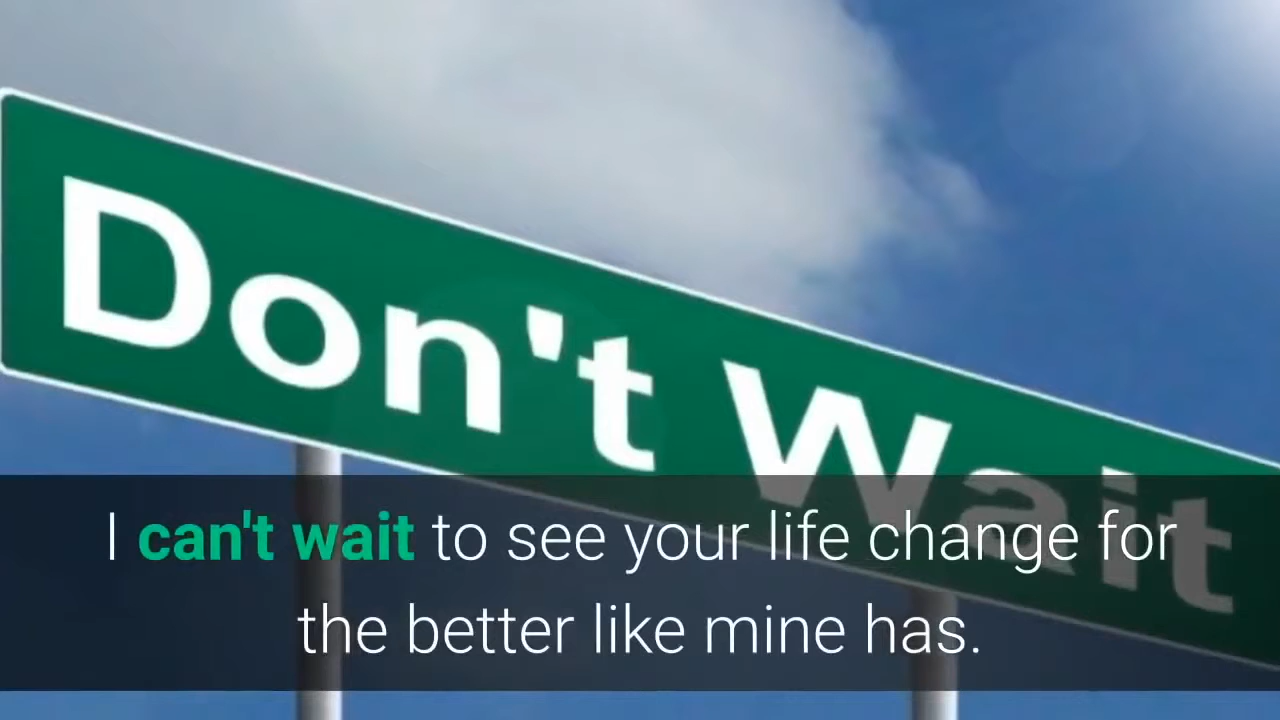 Don't Wait
I can't wait to see your life change for
the better like mine has.